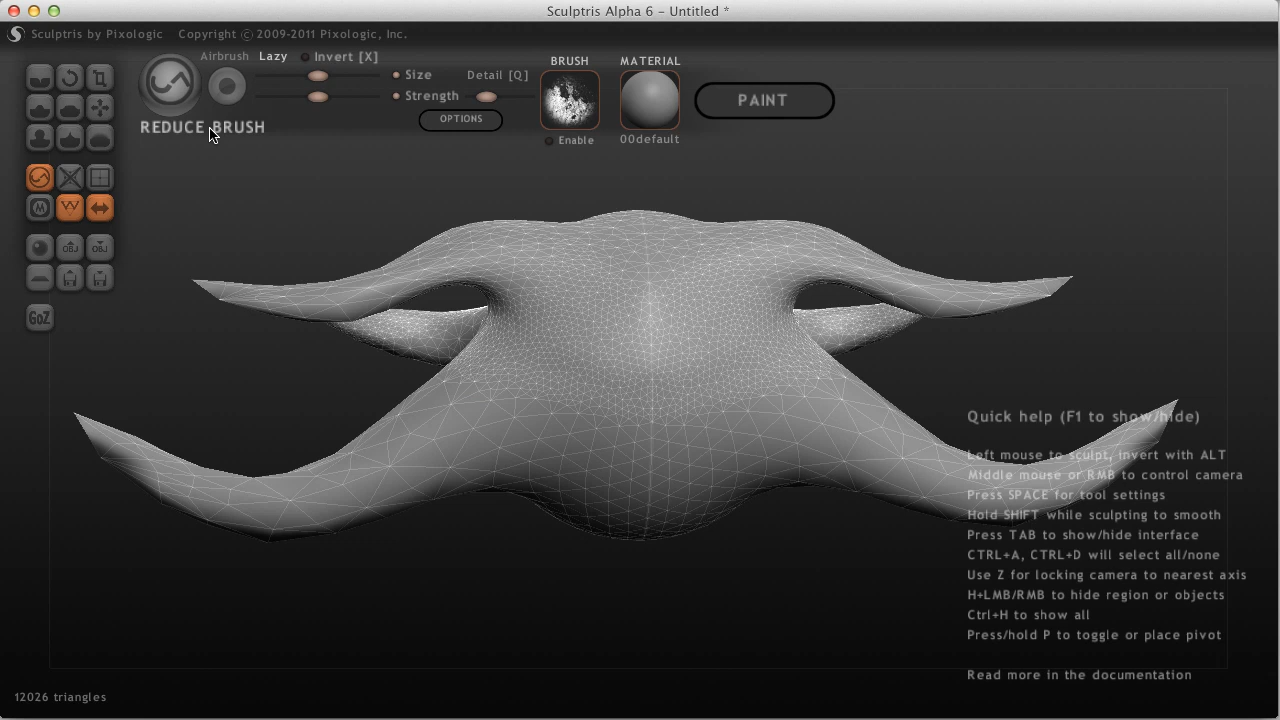 Sculptris Alpha 6 – Untitled *
Sculptris by Pixologic Copyright © 2009-2011 Pixologic, Inc.
Airbrush Lazy Invert [X]
Size Detail [Q]
Strength
OPTIONS
REDUCE BRUSH
BRUSH
Enable
MATERIAL
00default
PAINT
M
OBJ OBJ
GoZ
Quick help (F1 to show/hide)
Left mouse to sculpt, invert with ALT
Middle mouse or RMB to control camera
Press SPACE for tool settings
Hold SHIFT while sculpting to smooth
Press TAB to show/hide interface
CTRL+A, CTRL+D will select all/none
Use Z for locking camera to nearest axis
H+LMB/RMB to hide region or objects
Ctrl+H to show all
Press/hold P to toggle or place pivot
Read more in the documentation
12026 triangles